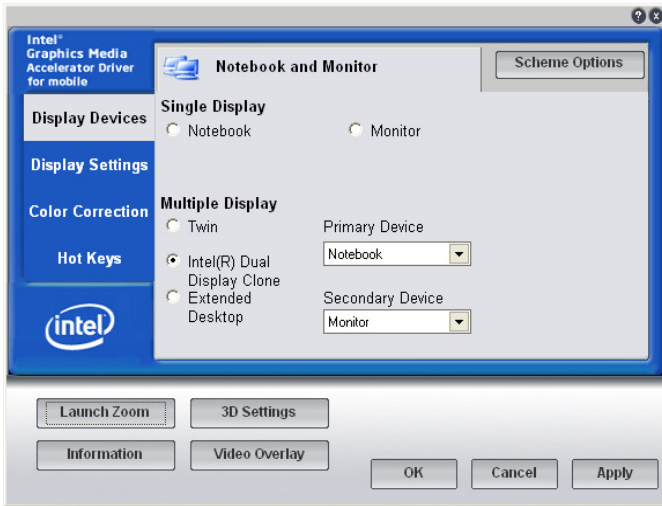 Intel®
Graphics Media
Accelerator Driver
for mobile
Notebook and Monitor
Scheme Options
Display Devices
Display Settings
Color Correction
Hot Keys
intel
Single Display
Notebook
Monitor
Multiple Display
Twin
Intel(R) Dual
Display Clone
Extended
Desktop
Primary Device
Notebook
Secondary Device
Monitor
Launch Zoom
3D Settings
Information
Video Overlay
OK
Cancel
Apply